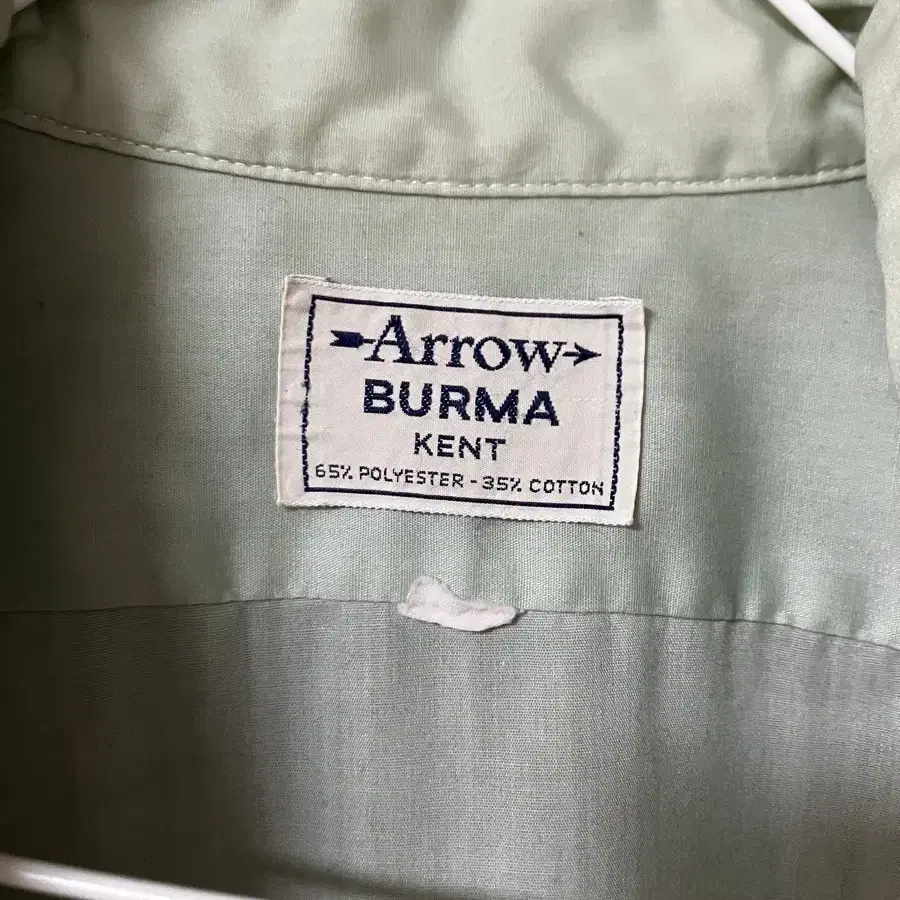 Arrow
BURMA
KENT
65% POLYESTER - 35% COTTON